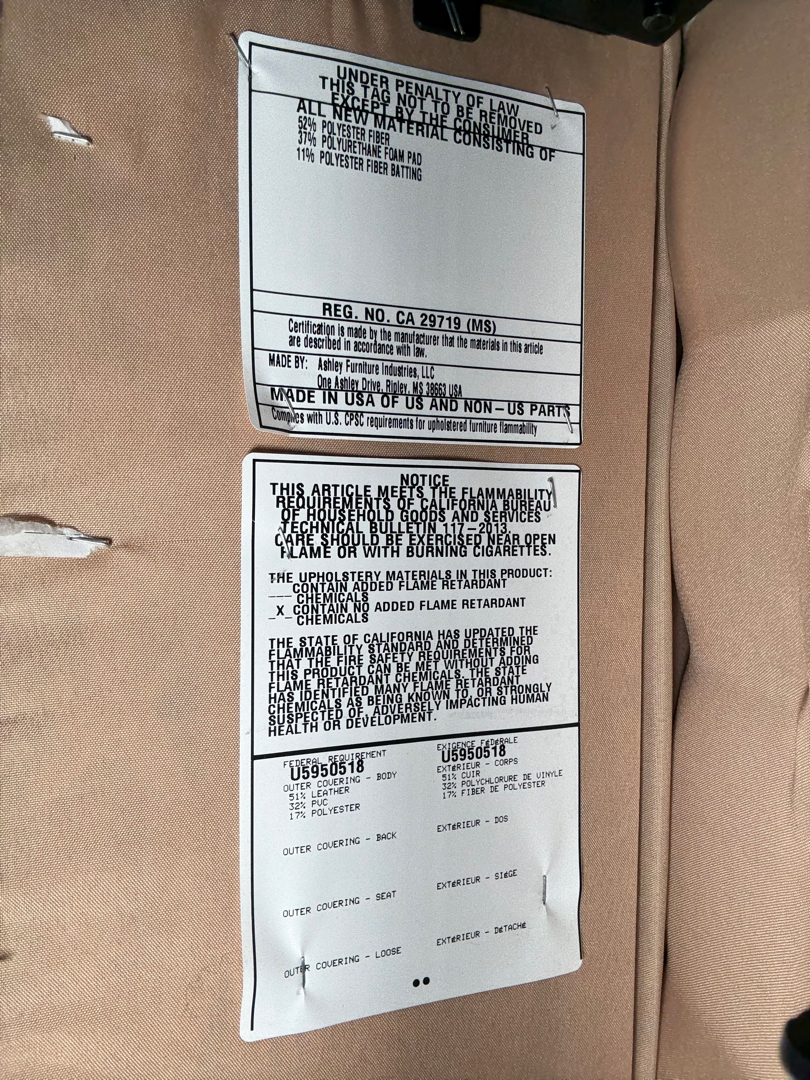 UNDER PENALTY OF LAW
THIS TAG NOT TO BE REMOVED
EXCEPT BY THE CONSUMER
ALL NEW MATERIAL CONSISTING OF
52% POLYESTER FIBER
37% POLYURETHANE FOAM PAD
11% POLYESTER FIBER BATTING
REG. NO. CA 29719 (MS)
Certification is made by the manufacturer that the materials in this article
are described in accordance with law.
MADE BY: Ashley Furniture Industries, LLC
One Ashley Drive, Ripley, MS 38663 USA
MADE IN USA OF US AND NON-US PARTS
Complies with U.S. CPSC requirements for upholstered furniture flammability
NOTICE
THIS ARTICLE MEETS THE FLAMMABILITY
REQUIREMENTS OF CALIFORNIA BUREAU
OF HOUSEHOLD GOODS AND SERVICES
TECHNICAL BULLETIN 117-2013.
CARE SHOULD BE EXERCISED NEAR OPEN
FLAME OR WITH BURNING CIGARETTES.
THE UPHOLSTERY MATERIALS IN THIS PRODUCT:
___CONTAIN ADDED FLAME RETARDANT
CHEMICALS
_X_CONTAIN NO ADDED FLAME RETARDANT
CHEMICALS
THE STATE OF CALIFORNIA HAS UPDATED THE
FLAMMABILITY STANDARD AND DETERMINED
THAT THE FIRE SAFETY REQUIREMENTS FOR
THIS PRODUCT CAN BE MET WITHOUT ADDING
FLAME RETARDANT CHEMICALS. THE STATE
HAS IDENTIFIED MANY FLAME RETARDANT
CHEMICALS AS BEING KNOWN TO, OR STRONGLY
SUSPECTED OF, ADVERSELY IMPACTING HUMAN
HEALTH OR DEVELOPMENT.
FEDERAL REQUIREMENT
U5950518
OUTER COVERING - BODY
51% LEATHER
32% PVC
17% POLYESTER
OUTER COVERING - BACK
OUTER COVERING - SEAT
OUTER COVERING - LOOSE
EXIGENCE FéDéRALE
U5950518
EXTéRIEUR - CORPS
51% CUIR
32% POLYCHLORURE DE VINYLE
17% FIBER DE POLYESTER
EXTéRIEUR - DOS
EXTéRIEUR - SIéGE
EXTéRIEUR - DéTACHé